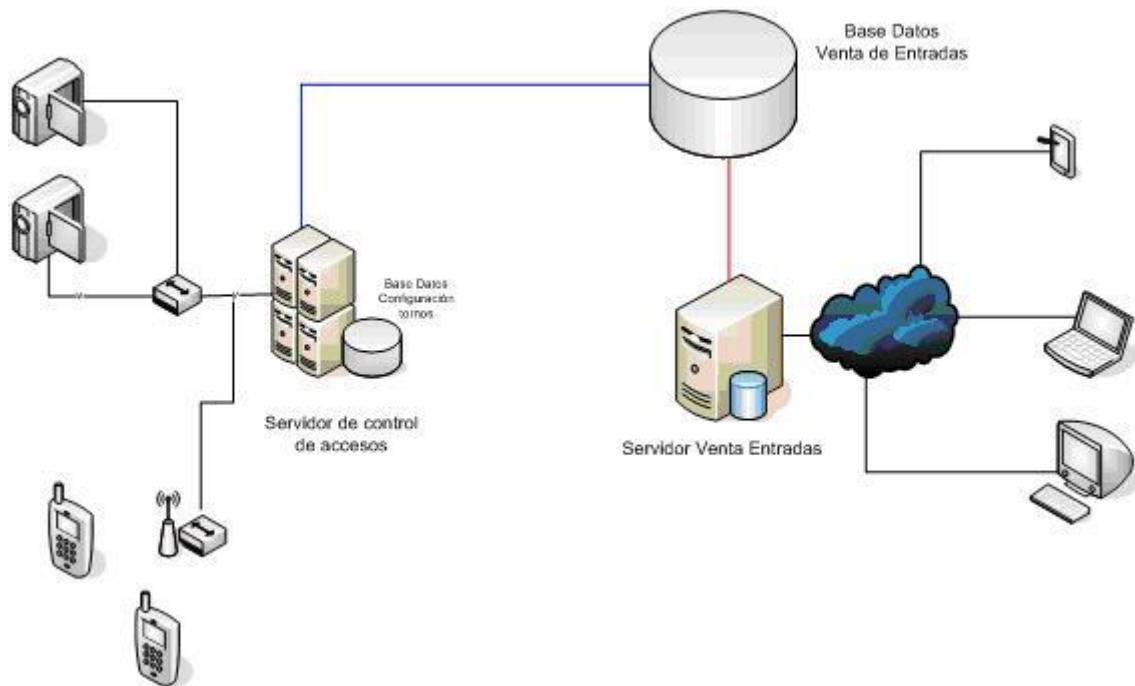 Base Datos
Venta de Entradas
Base Datos
Configuración
tornos
Servidor de control
de accesos
Servidor Venta Entradas